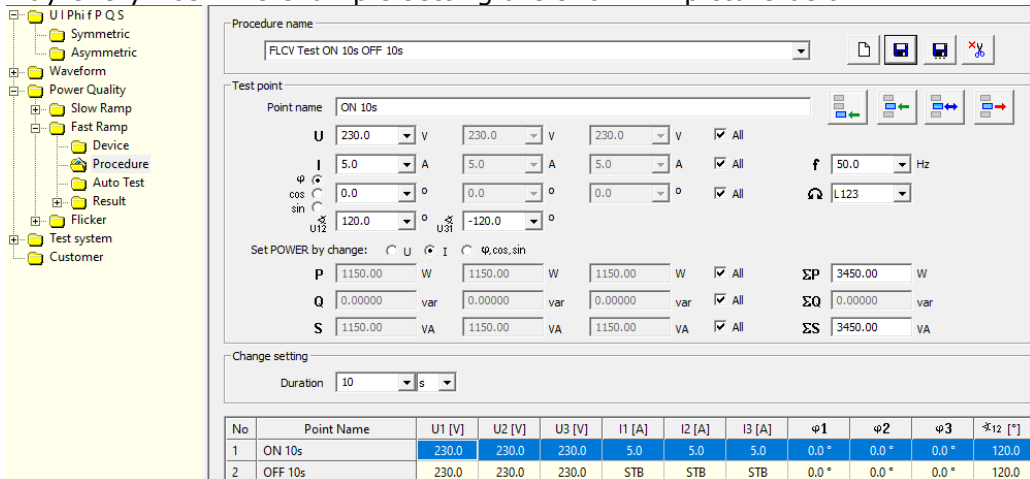 U I Phi f P Q S
Symmetric
Asymmetric
Waveform
Power Quality
Slow Ramp
Fast Ramp
Device
Procedure
Auto Test
Result
Flicker
Test system
Customer
Procedure name
FLCV Test ON 10s OFF 10s
Test point
Point name ON 10s
U 230.0 V 230.0 V 230.0 V All
I 5.0 A 5.0 A 5.0 A All f 50.0 Hz
φ
cos 0.0 ° 0.0 0.0 ° All L123
sin
U12 120.0 ° U31 -120.0 °
Set POWER by change: U I φ,cos,sin
P 1150.00 W 1150.00 W 1150.00 W All ΣP 3450.00 W
Q 0.00000 var 0.00000 var 0.00000 var All ΣQ 0.00000 var
S 1150.00 VA 1150.00 VA 1150.00 VA All ΣS 3450.00 VA
Change setting
Duration 10 s
No Point Name U1 [V] U2 [V] U3 [V] I1 [A] I2 [A] I3 [A] φ1 φ2 φ3 ∢12 [°]
1 ON 10s 230.0 230.0 230.0 5.0 5.0 5.0 0.0 ° 0.0 ° 0.0 ° 120.0
2 OFF 10s 230.0 230.0 230.0 STB STB STB 0.0 ° 0.0 ° 0.0 ° 120.0